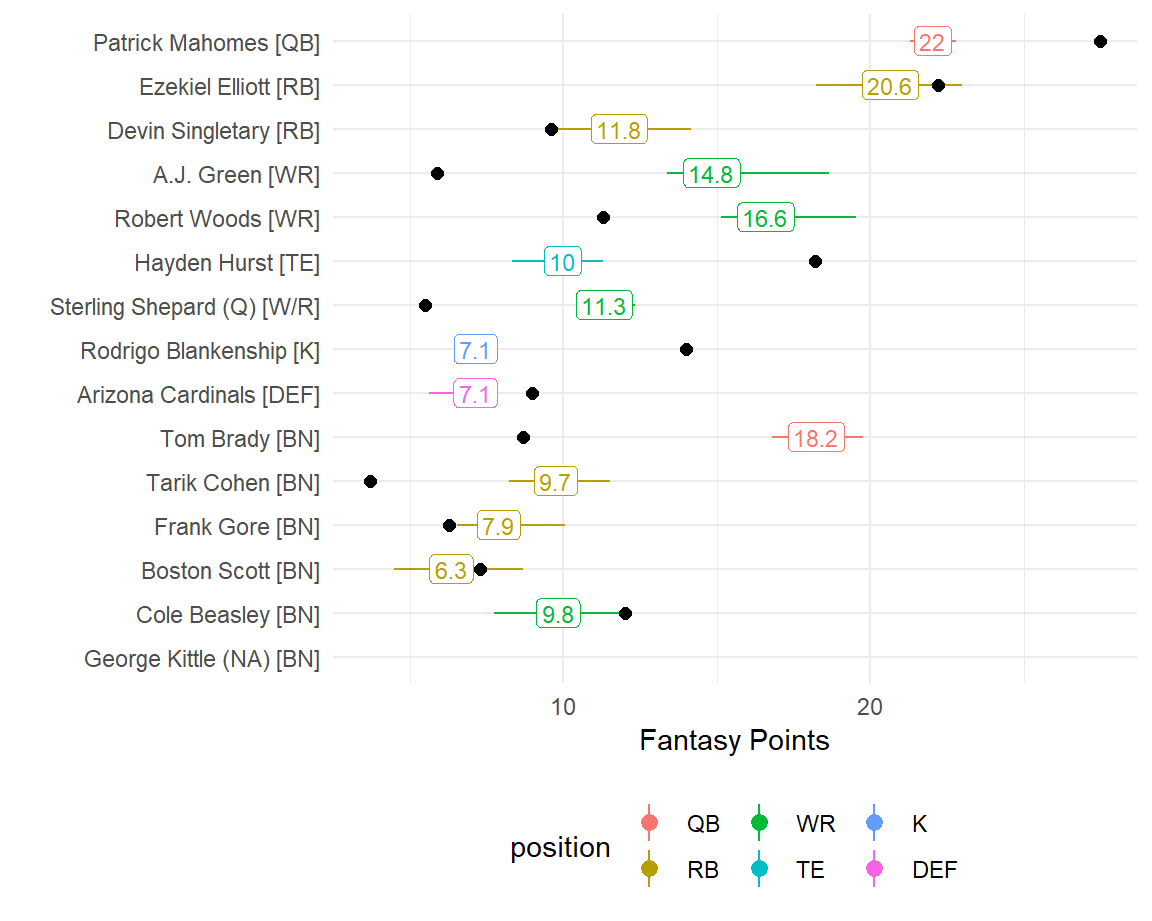 Patrick Mahomes [QB] 22
Ezekiel Elliott [RB] 20.6
Devin Singletary [RB] 11.8
A.J. Green [WR] 14.8
Robert Woods [WR] 16.6
Hayden Hurst [TE] 10
Sterling Shepard (Q) [W/R] 11.3
Rodrigo Blankenship [K] 7.1
Arizona Cardinals [DEF] 7.1
Tom Brady [BN] 18.2
Tarik Cohen [BN] 9.7
Frank Gore [BN] 7.9
Boston Scott [BN] 6.3
Cole Beasley [BN] 9.8
George Kittle (NA) [BN]
10 20
Fantasy Points
position
QB WR K
RB TE DEF